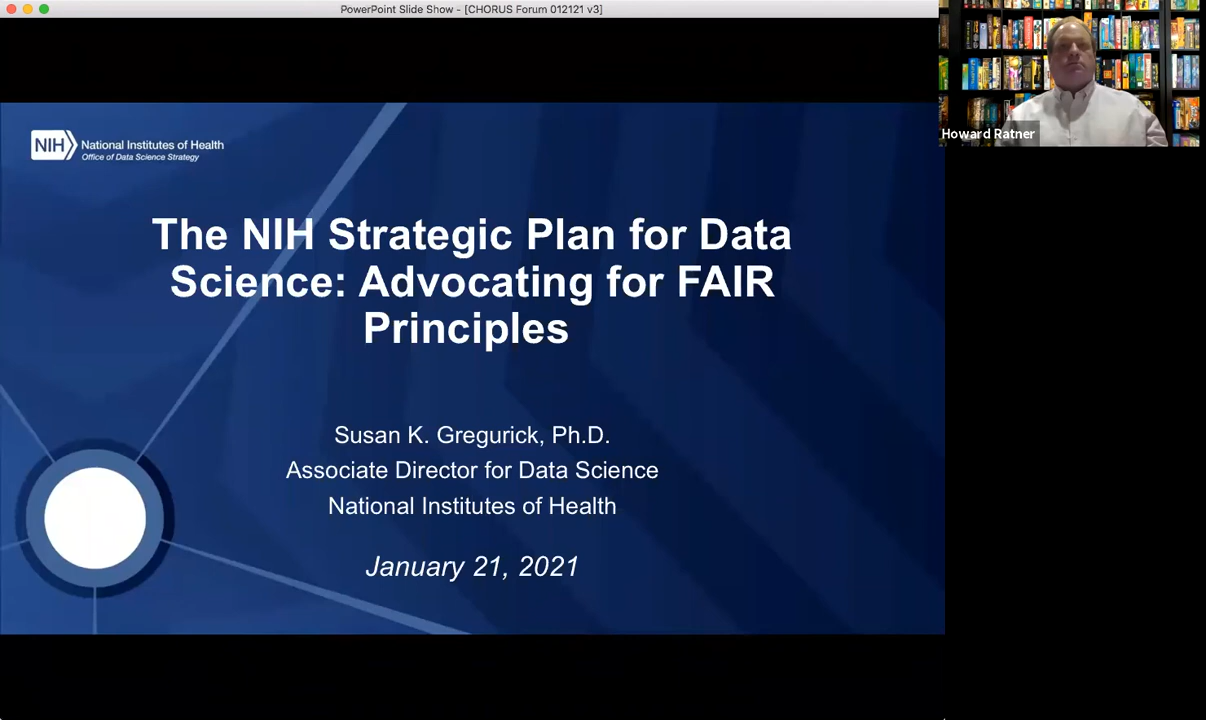 PowerPoint Slide Show - [CHORUS Forum 012121 v3]
Howard Ratner
NIH
National Institutes of Health
Office of Data Science Strategy
The NIH Strategic Plan for Data
Science: Advocating for FAIR
Principles
Susan K. Gregurick, Ph.D.
Associate Director for Data Science
National Institutes of Health
January 21, 2021